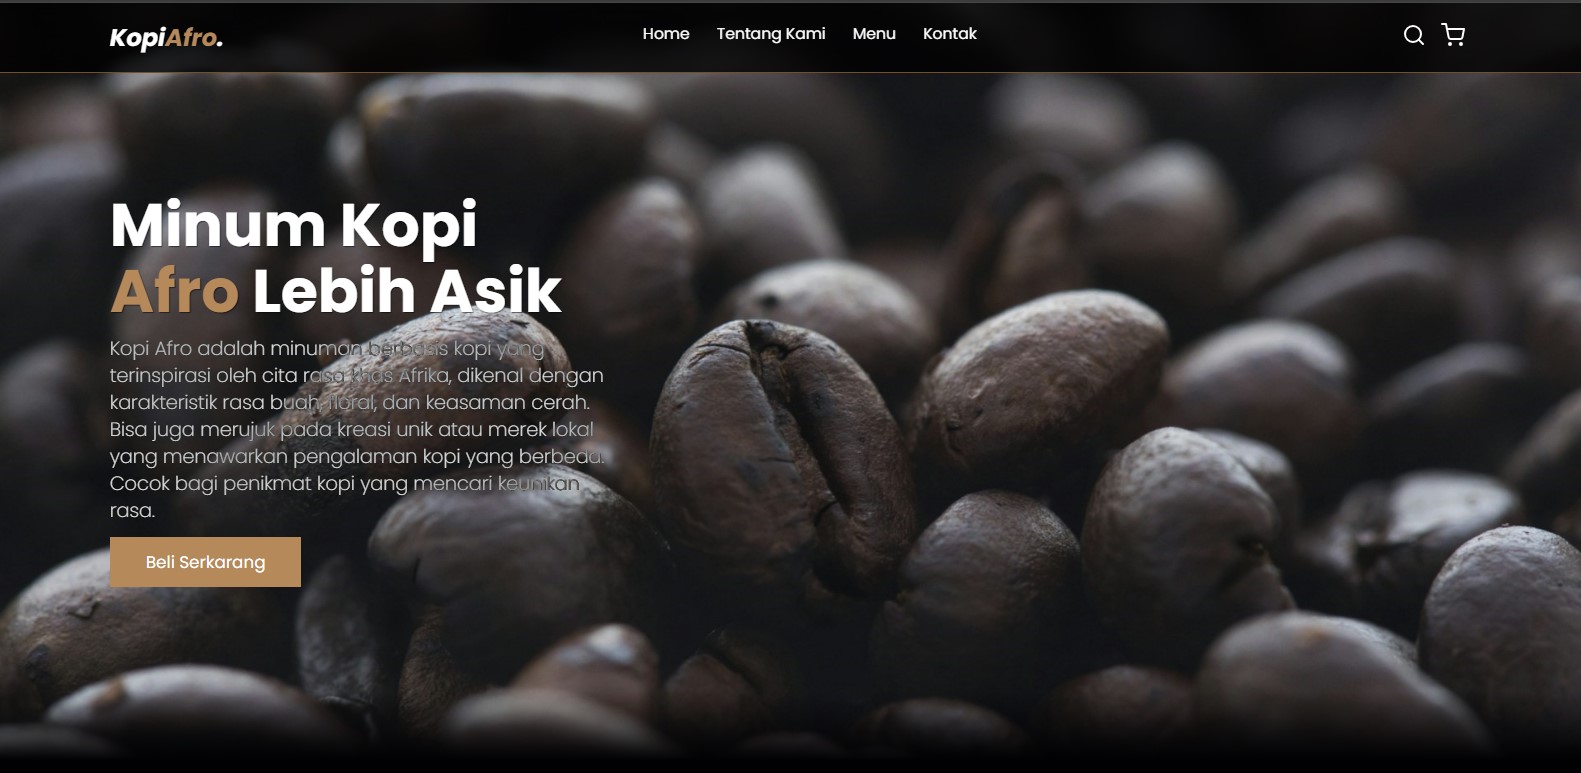 KopiAfro.
Home Tentang Kami Menu Kontak
Minum Kopi
Afro Lebih Asik
Kopi Afro adalah minuman berbasis kopi yang
terinspirasi oleh cita rasa khas Afrika, dikenal dengan
karakteristik rasa buah, floral, dan keasaman cerah.
Bisa juga merujuk pada kreasi unik atau merek lokal
yang menawarkan pengalaman kopi yang berbeda.
Cocok bagi penikmat kopi yang mencari keunikan
rasa.
Beli Serkarang